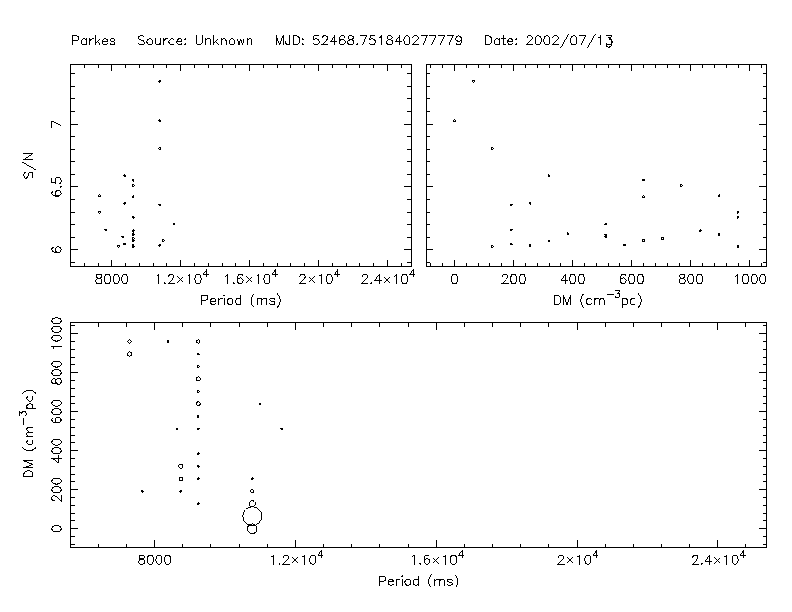 Parkes Source: Unknown MJD: 52468.751840277779 Date: 2002/07/13
S/N
7
6.5
6
8000 1.2×10⁴ 1.6×10⁴ 2×10⁴ 2.4×10⁴
Period (ms)
0 200 400 600 800 1000
DM (cm⁻³pc)
DM (cm⁻³pc)
1000
800
600
400
200
0
8000 1.2×10⁴ 1.6×10⁴ 2×10⁴ 2.4×10⁴
Period (ms)